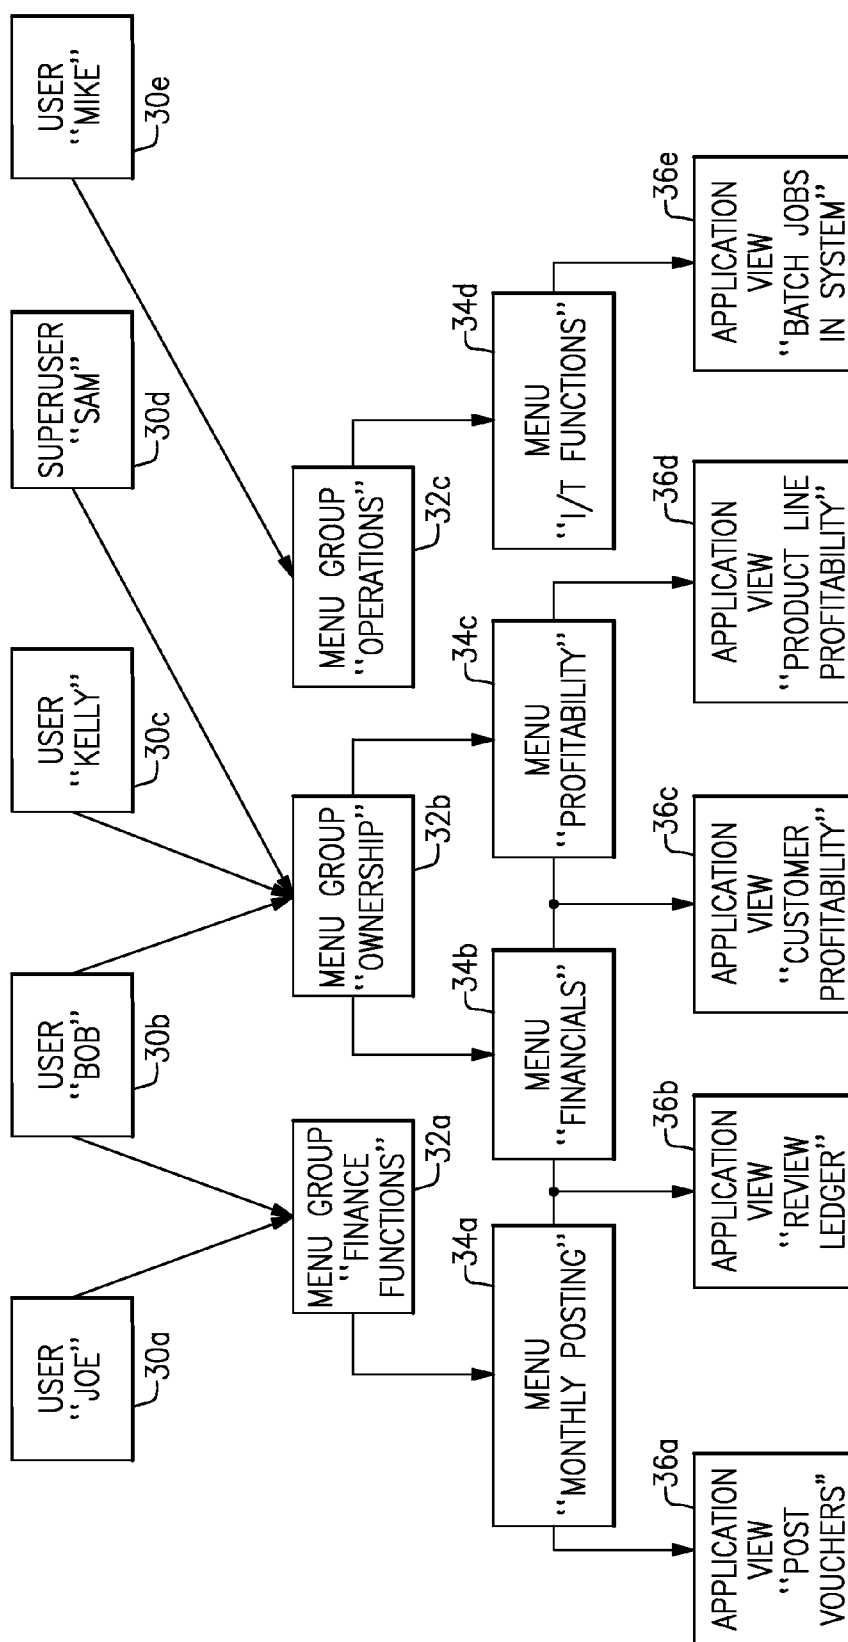 USER
"JOE"
30a
USER
"BOB"
30b
USER
"KELLY"
30c
SUPERUSER
"SAM"
30d
USER
"MIKE"
30e
MENU GROUP
"FINANCE
FUNCTIONS"
32a
MENU GROUP
"OWNERSHIP"
32b
MENU GROUP
"OPERATIONS"
32c
34a
MENU
"MONTHLY POSTING"
34b
MENU
"FINANCIALS"
34c
MENU
"PROFITABILITY"
34d
MENU
"I/T FUNCTIONS"
36a
APPLICATION
VIEW
"POST
VOUCHERS"
36b
APPLICATION
VIEW
"REVIEW
LEDGER"
36c
APPLICATION
VIEW
"CUSTOMER
PROFITABILITY"
36d
APPLICATION
VIEW
"PRODUCT LINE
PROFITABILITY"
36e
APPLICATION
VIEW
"BATCH JOBS
IN SYSTEM"